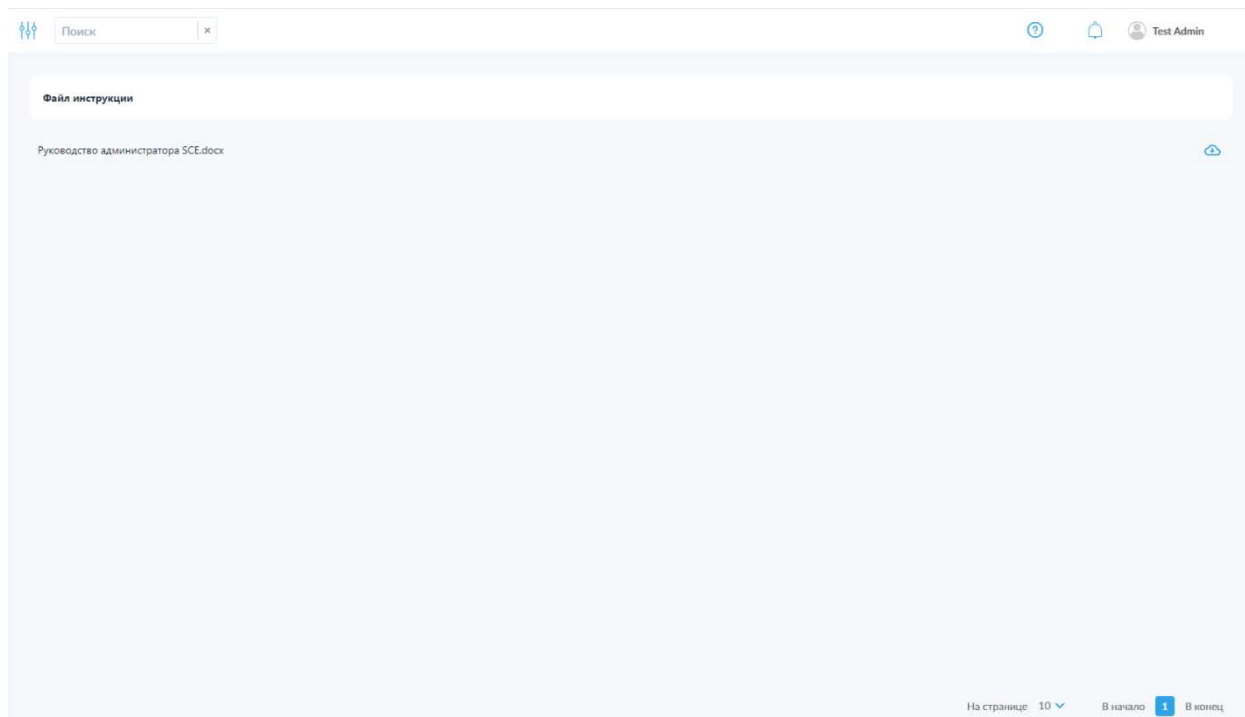 Поиск
Test Admin
Файл инструкции
Руководство администратора SCE.docx
На странице 10 В начало 1 В конец